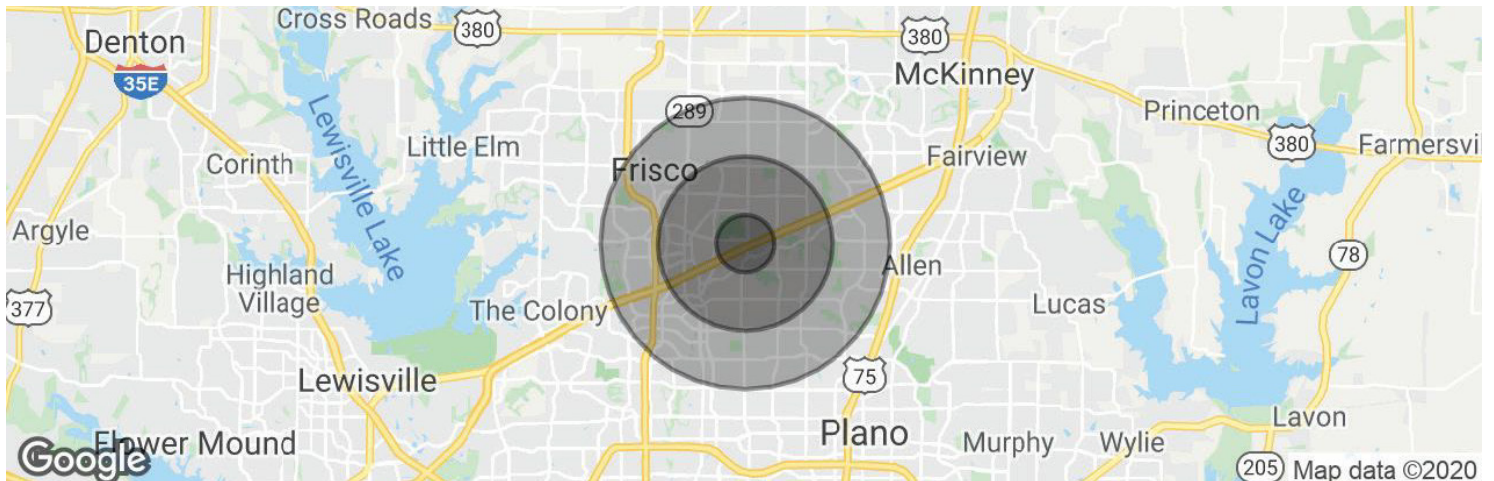 Cross Roads
380
380
Denton
35E
McKinney
289
Princeton
Little Elm
380
Farmersvi
Fairview
Corinth
Frisco
Lewisville Lake
Argyle
Lavon Lake
78
Allen
Highland
Village
377
The Colony
Lucas
Lewisville
75
Lavon
Plano
Murphy
Wylie
Flower Mound
Google
205
Map data ©2020